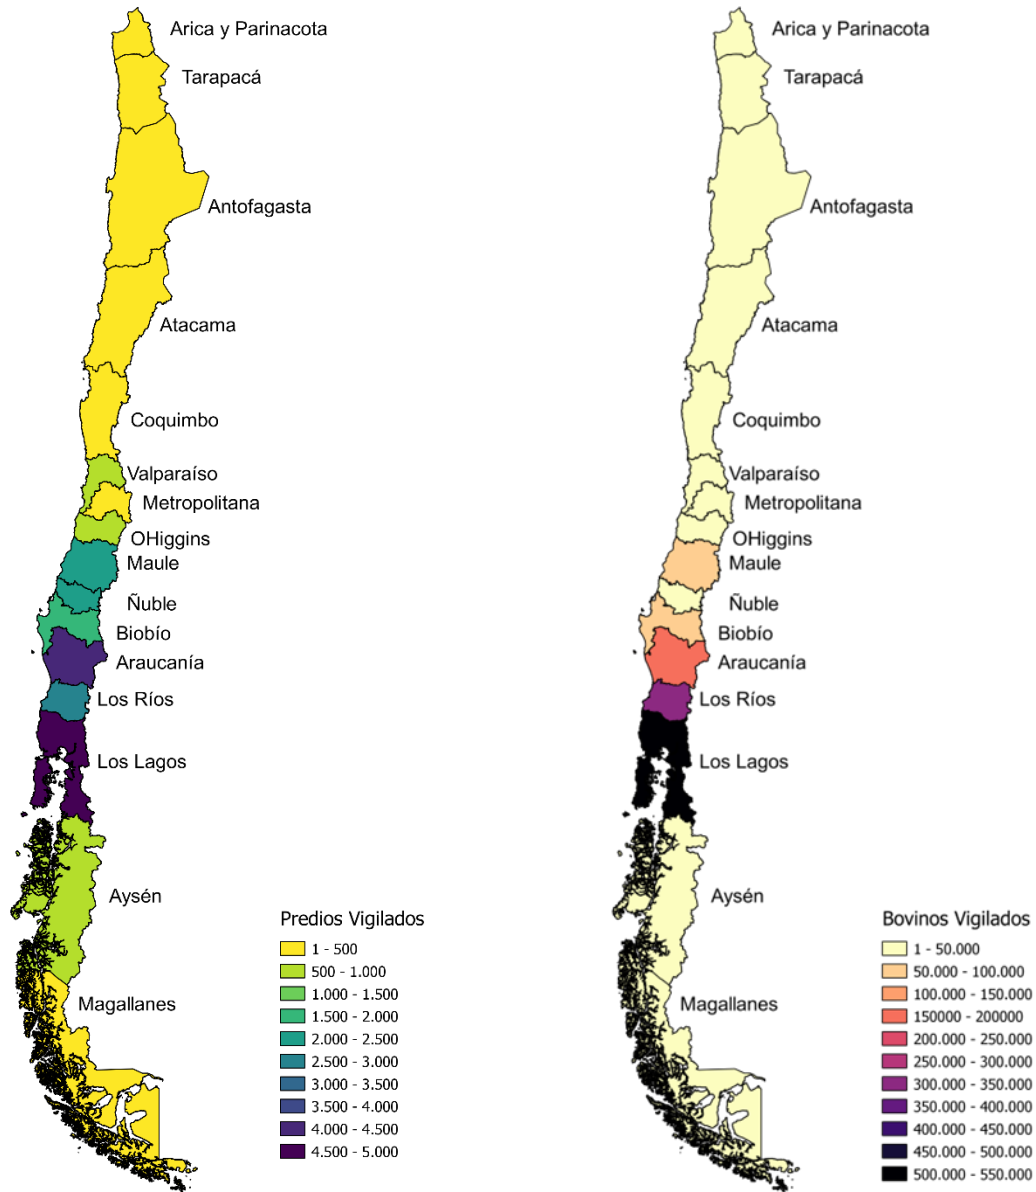 Arica y Parinacota
Tarapacá
Antofagasta
Atacama
Coquimbo
Valparaíso
Metropolitana
OHiggins
Maule
Ñuble
Biobío
Araucanía
Los Ríos
Los Lagos
Aysén
Magallanes
Predios Vigilados
1 - 500
500 - 1.000
1.000 - 1.500
1.500 - 2.000
2.000 - 2.500
2.500 - 3.000
3.000 - 3.500
3.500 - 4.000
4.000 - 4.500
4.500 - 5.000
Arica y Parinacota
Tarapacá
Antofagasta
Atacama
Coquimbo
Valparaíso
Metropolitana
OHiggins
Maule
Ñuble
Biobío
Araucanía
Los Ríos
Los Lagos
Aysén
Magallanes
Bovinos Vigilados
1 - 50.000
50.000 - 100.000
100.000 - 150.000
150000 - 200000
200.000 - 250.000
250.000 - 300.000
300.000 - 350.000
350.000 - 400.000
400.000 - 450.000
450.000 - 500.000
500.000 - 550.000